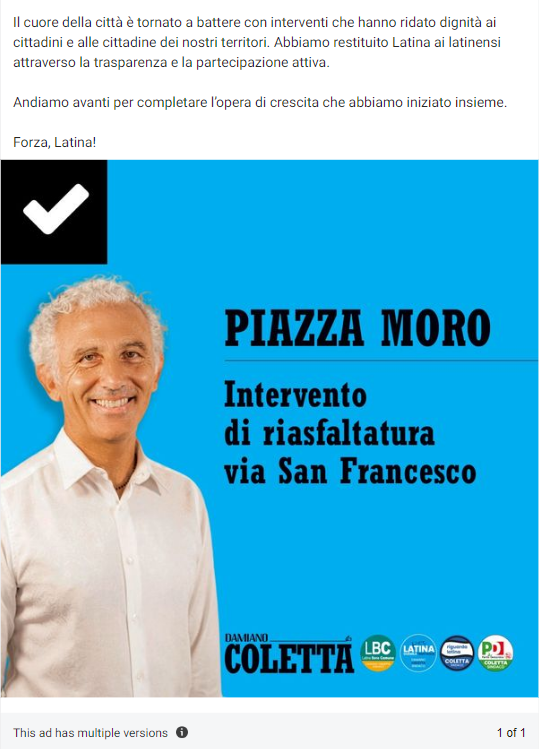 Il cuore della città è tornato a battere con interventi che hanno ridato dignità ai
cittadini e alle cittadine dei nostri territori. Abbiamo restituito Latina ai latinensi
attraverso la trasparenza e la partecipazione attiva.
Andiamo avanti per completare l'opera di crescita che abbiamo iniziato insieme.
Forza, Latina!
PIAZZA MORO
Intervento
di riasfaltatura
via San Francesco
DAMIANO
COLETTA
LBC
LATINA
riguarda
latina
COLETTA
PD
COLETTA
SINDACO
This ad has multiple versions
1 of 1